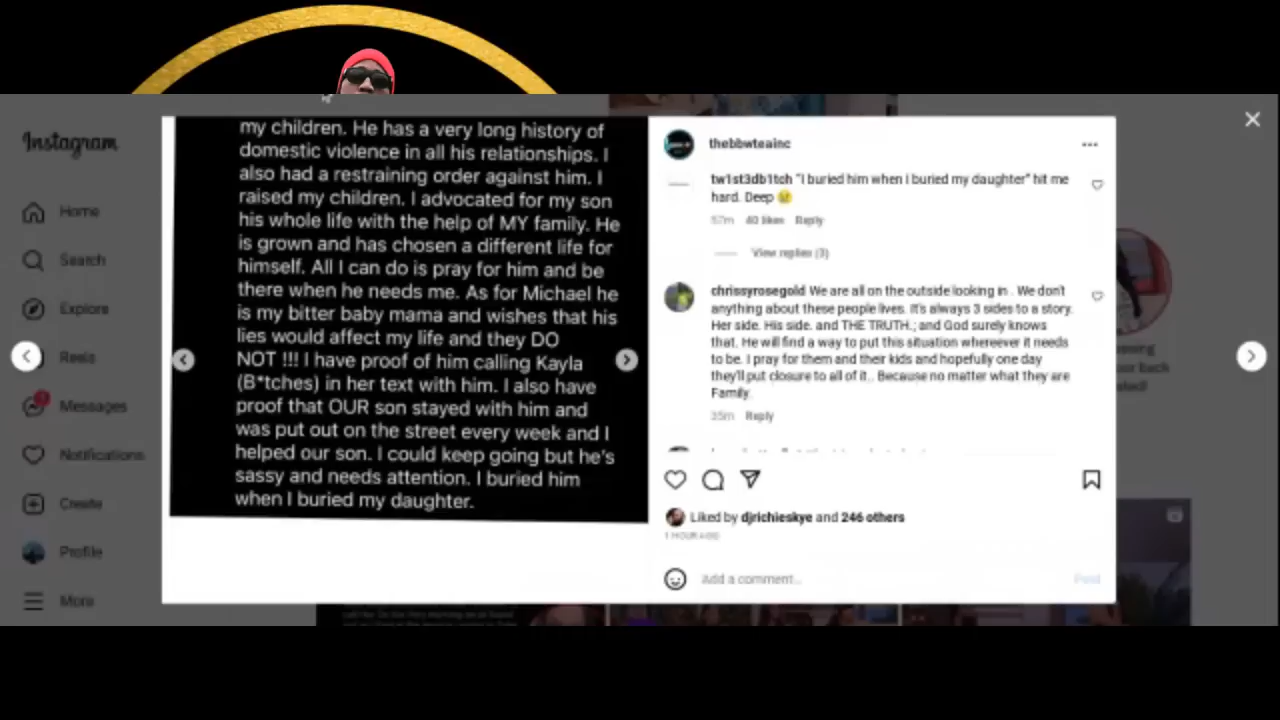 Instagram
Home
Search
Explore
Reels
Messages
Notifications
Create
Profile
More
my children. He has a very long history of
domestic violence in all his relationships. I
also had a restraining order against him. I
raised my children. I advocated for my son
his whole life with the help of MY family. He
is grown and has chosen a different life for
himself. All I can do is pray for him and be
there when he needs me. As for Michael he
is my bitter baby mama and wishes that his
lies would affect my life and they DO
NOT !!! I have proof of him calling Kayla
(B*tches) in her text with him. I also have
proof that OUR son stayed with him and
was put out on the street every week and I
helped our son. I could keep going but he's
sassy and needs attention. I buried him
when I buried my daughter.
thebbwteainc
tw1st3db1tch "I buried him when I buried my daughter" hit me
hard. Deep 😢
57m 40 likes Reply
View replies (3)
chrissyrosegold We are all on the outside looking in . We don't
anything about these people lives. It's always 3 sides to a story.
Her side. His side. and THE TRUTH.; and God surely knows
that. He will find a way to put this situation whereever it needs
to be. I pray for them and their kids and hopefully one day
they'll put closure to all of it.. Because no matter what they are
Family.
35m Reply
Liked by djrichieskye and 246 others
1 HOUR AGO
Add a comment...
Post